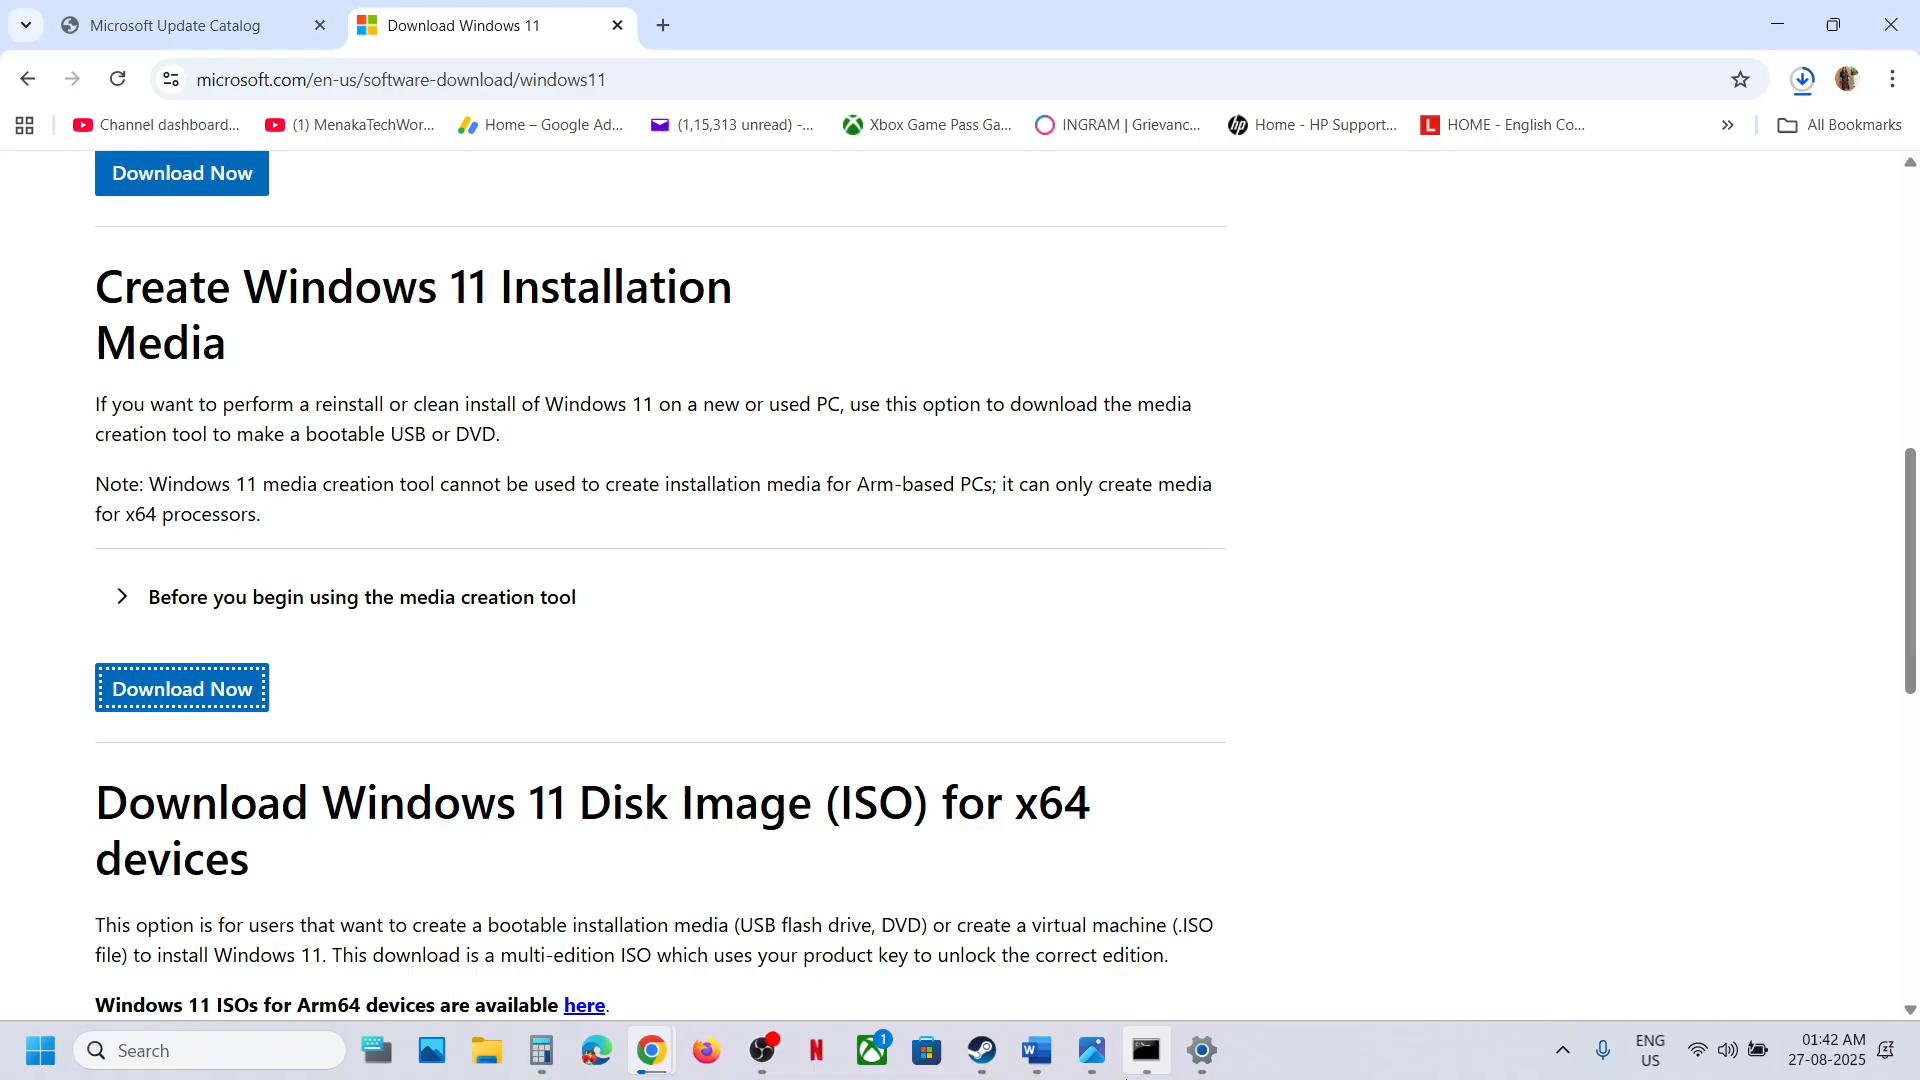 Microsoft Update Catalog
Download Windows 11
microsoft.com/en-us/software-download/windows11
Channel dashboard...
(1) MenakaTechWor...
Home – Google Ad...
(1,15,313 unread) -...
Xbox Game Pass Ga...
INGRAM | Grievanc...
Home - HP Support...
HOME - English Co...
All Bookmarks
Download Now
Create Windows 11 Installation
Media
If you want to perform a reinstall or clean install of Windows 11 on a new or used PC, use this option to download the media
creation tool to make a bootable USB or DVD.
Note: Windows 11 media creation tool cannot be used to create installation media for Arm-based PCs; it can only create media
for x64 processors.
Before you begin using the media creation tool
Download Now
Download Windows 11 Disk Image (ISO) for x64
devices
This option is for users that want to create a bootable installation media (USB flash drive, DVD) or create a virtual machine (.ISO
file) to install Windows 11. This download is a multi-edition ISO which uses your product key to unlock the correct edition.
Windows 11 ISOs for Arm64 devices are available here.
Search
1
ENG
US
01:42 AM
27-08-2025